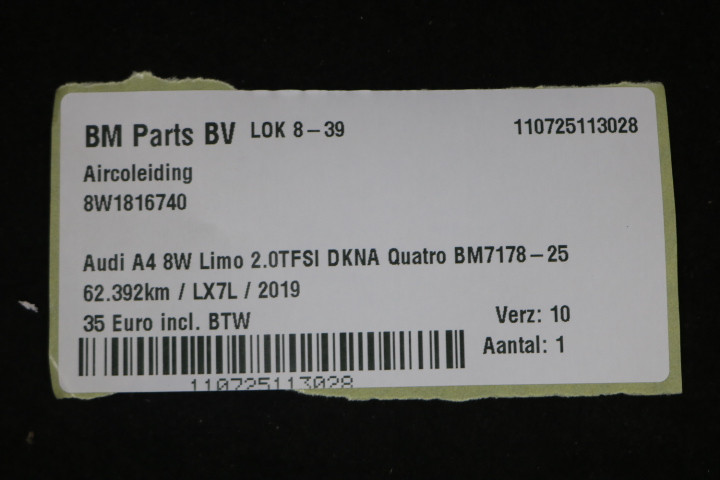 BM Parts BV LOK 8-39 110725113028
Aircoleiding
8W1816740
Audi A4 8W Limo 2.0TFSI DKNA Quatro BM7178-25
62.392km / LX7L / 2019
35 Euro incl. BTW Verz: 10
Aantal: 1
110725113028